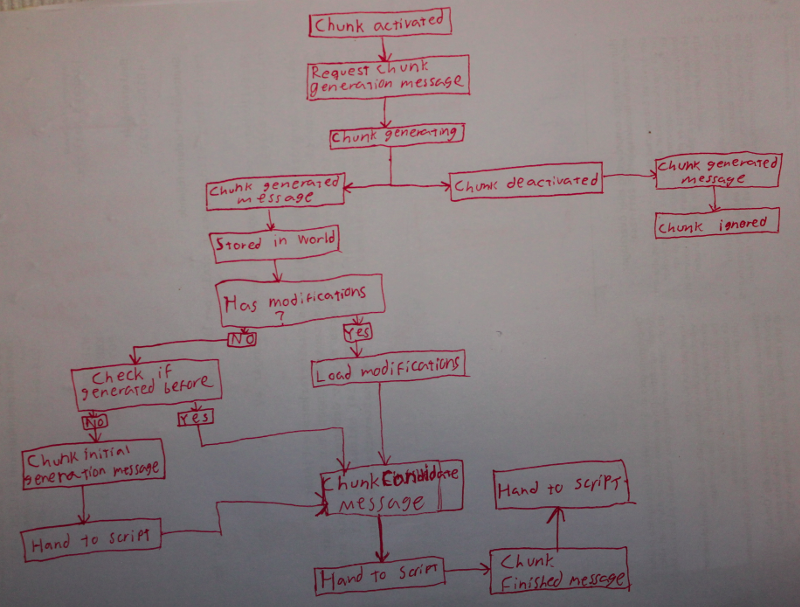 Chunk activated
Request Chunk
generation message
Chunk generating
Chunk generated
message
Chunk deactivated
Chunk generated
message
Chunk ignored
Stored in world
Has modifications
?
No
Yes
Check if
generated before
Load modifications
No
Yes
Chunk initial
generation message
Chunk
message
Hand to script
Hand to script
Hand to script
Chunk
Finished message